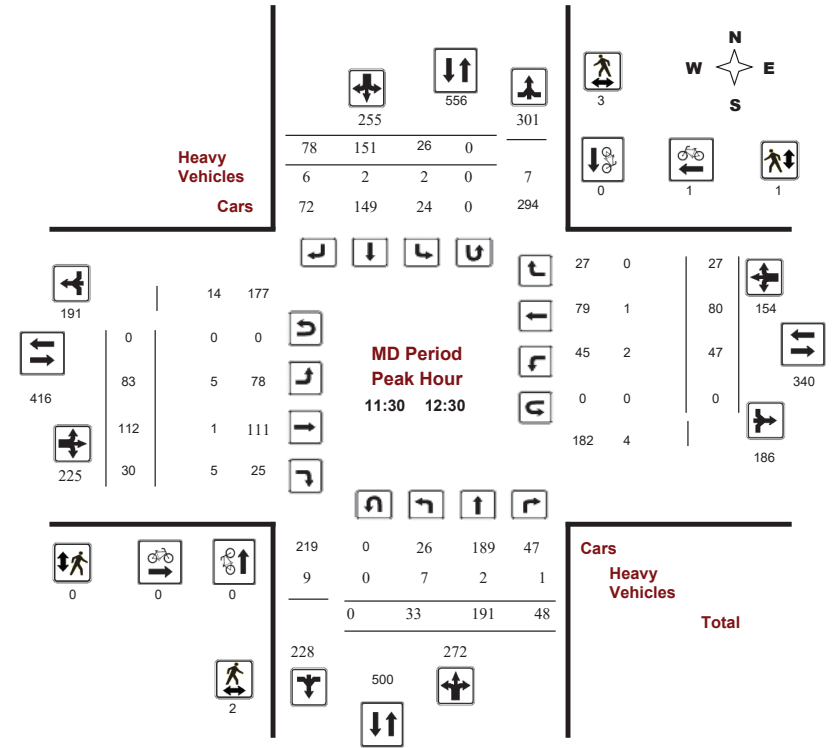 N
W E
S
556
3
255 301
78 151 26 0
Heavy
Vehicles
6 2 2 0 7
Cars
72 149 24 0 294
0 1 1
191
14 177
27 0 27
154
0 0 0
79 1 80
416
83 5 78
MD Period
Peak Hour
11:30 12:30
45 2 47
340
112 1 111
0 0 0
225
30 5 25
182 4
186
219 0 26 189 47
Cars
9 0 7 2 1
Heavy
Vehicles
0 33 191 48
Total
0 0 0
228 272
500
2